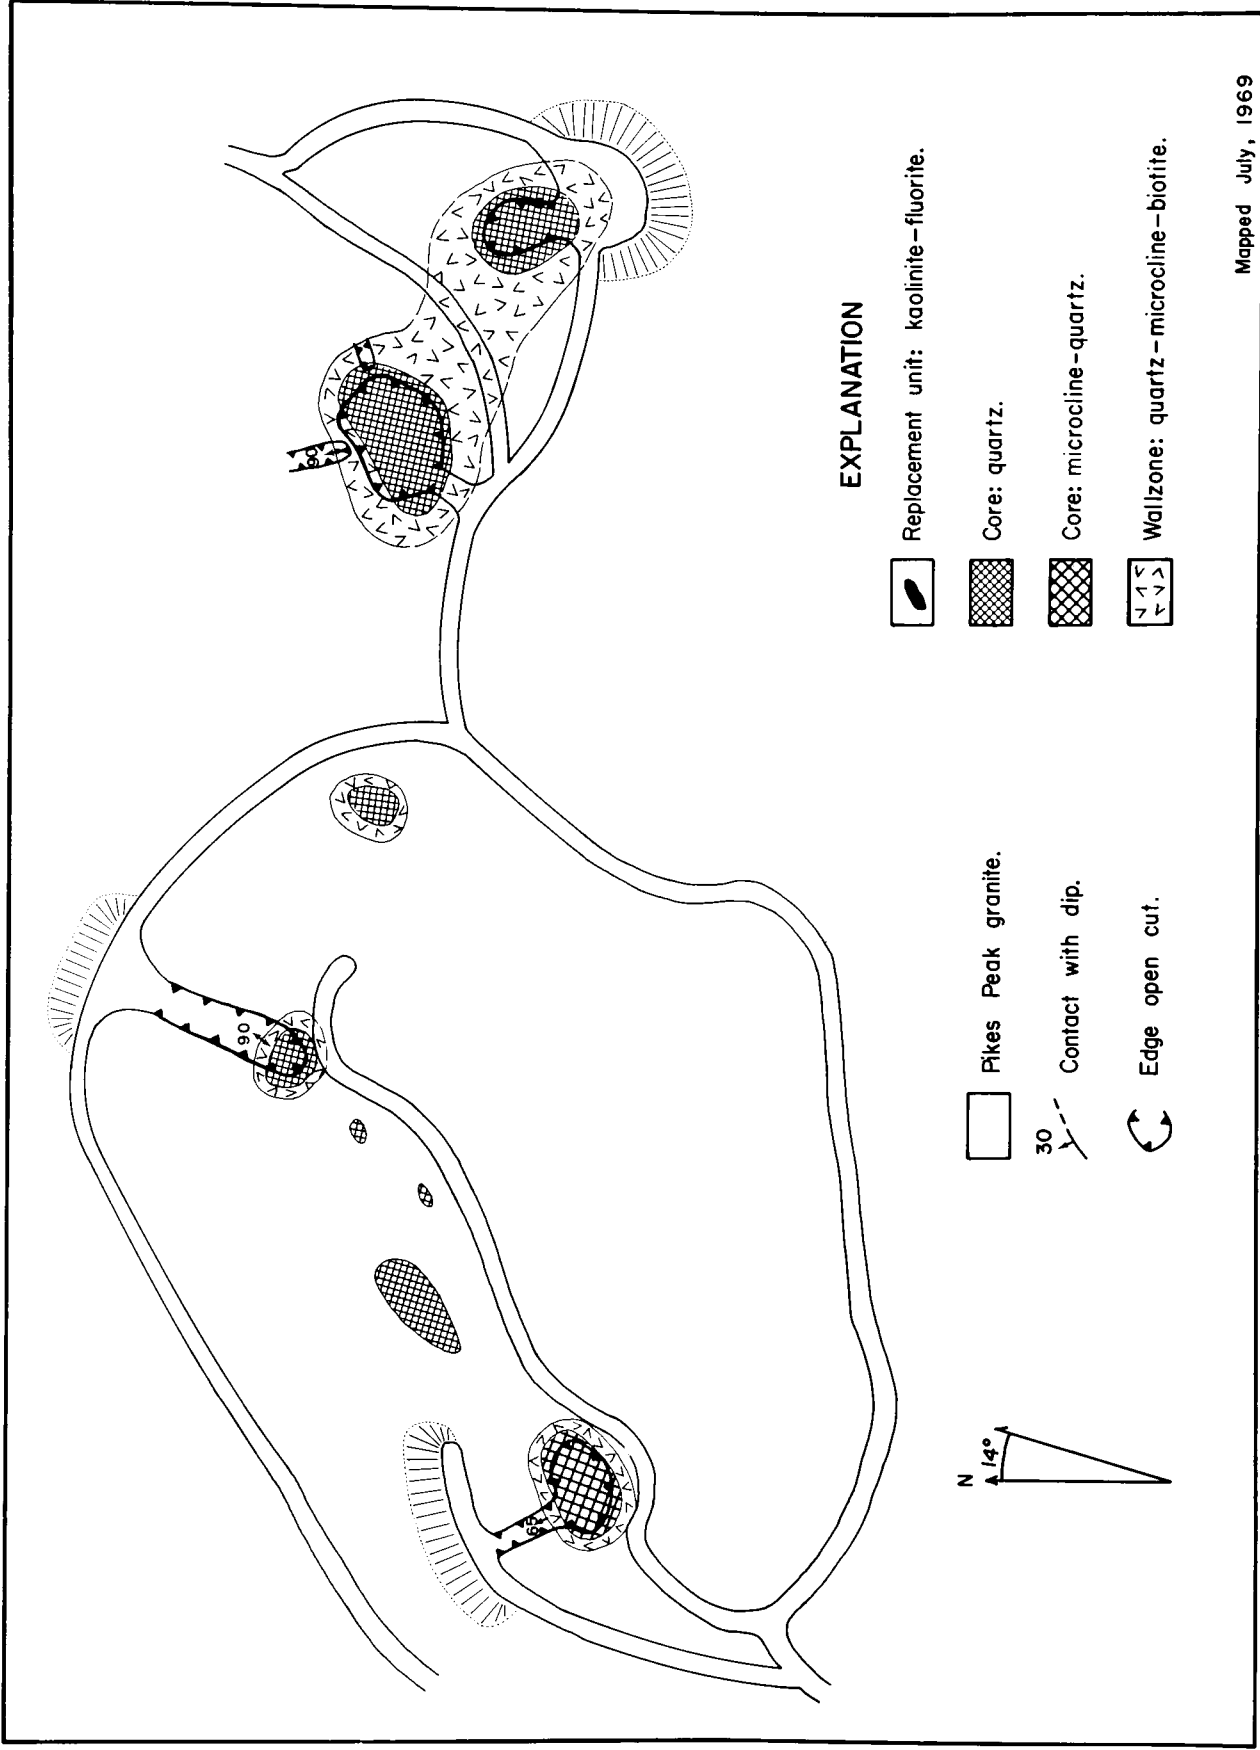 90
90
65
EXPLANATION
Replacement unit: kaolinite-fluorite.
Core: quartz.
Core: microcline-quartz.
Wallzone: quartz-microcline-biotite.
Pikes Peak granite.
30
Contact with dip.
Edge open cut.
N
14°
Mapped July, 1969